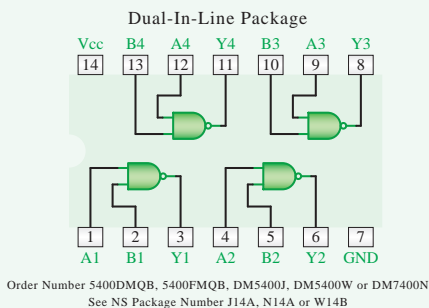 Dual-In-Line Package
Vcc B4 A4 Y4 B3 A3 Y3
14 13 12 11 10 9 8
1 2 3 4 5 6 7
A1 B1 Y1 A2 B2 Y2 GND
Order Number 5400DMQB, 5400FMQB, DM5400J, DM5400W or DM7400N
See NS Package Number J14A, N14A or W14B